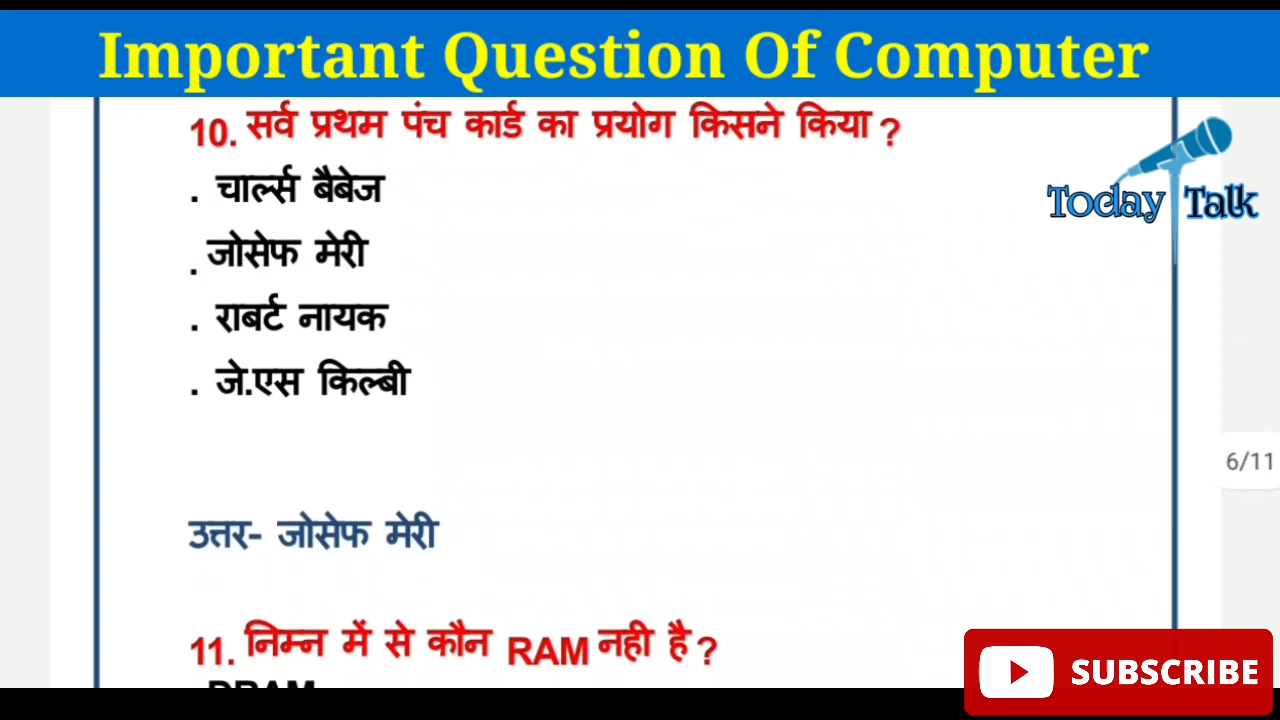 Important Question Of Computer
10. सर्व प्रथम पंच कार्ड का प्रयोग किसने किया ?
. चार्ल्स बैबेज
. जोसेफ मेरी
. राबर्ट नायक
. जे.एस किल्बी
उत्तर- जोसेफ मेरी
11. निम्न में से कौन RAM नही है ?
Today Talk
6/11
SUBSCRIBE